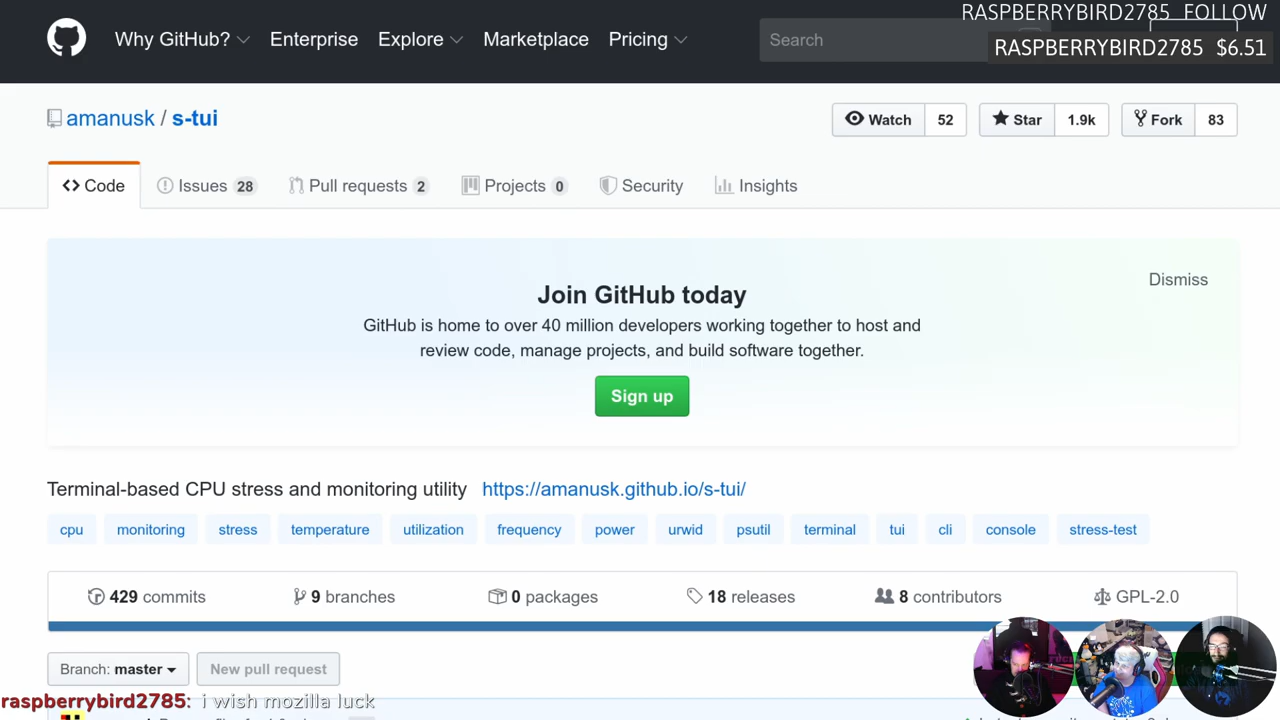 RASPBERRYBIRD2785 FOLLOW
Why GitHub? Enterprise Explore Marketplace Pricing Search
RASPBERRYBIRD2785 $6.51
amanusk / s-tui
Watch 52 Star 1.9k Fork 83
Code Issues 28 Pull requests 2 Projects 0 Security Insights
Dismiss
Join GitHub today
GitHub is home to over 40 million developers working together to host and
review code, manage projects, and build software together.
Sign up
Terminal-based CPU stress and monitoring utility https://amanusk.github.io/s-tui/
cpu monitoring stress temperature utilization frequency power urwid psutil terminal tui cli console stress-test
429 commits 9 branches 0 packages 18 releases 8 contributors GPL-2.0
Branch: master New pull request
raspberrybird2785: i wish mozilla luck